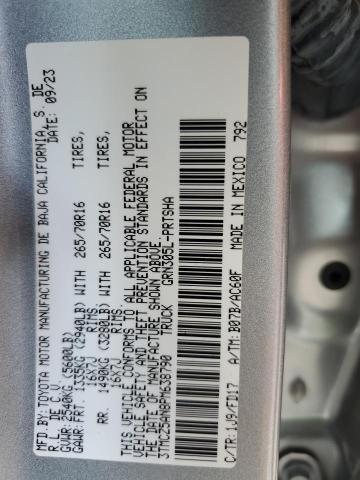 MFD.BY: TOYOTA MOTOR MANUFACTURING DE BAJA CALIFORNIA, S. DE
R.L. DE C.V. DATE: 09/23
GVWR: 2540KG (5600LB)
GAWR: FRT. 1335KG (2940LB) WITH 265/70R16 TIRES,
16X7J RIMS,
RR. 1490KG (3280LB) WITH 265/70R16 TIRES,
16X7J RIMS,
THIS VEHICLE CONFORMS TO ALL APPLICABLE FEDERAL MOTOR
VEHICLE SAFETY AND THEFT PREVENTION STANDARDS IN EFFECT ON
THE DATE OF MANUFACTURE SHOWN ABOVE.
3TMCZ5AN8PM638790 TRUCK GRN305L-PRTSHA
C/TR:1J9/FD17 A/TM:B07B/AC60F MADE IN MEXICO 792